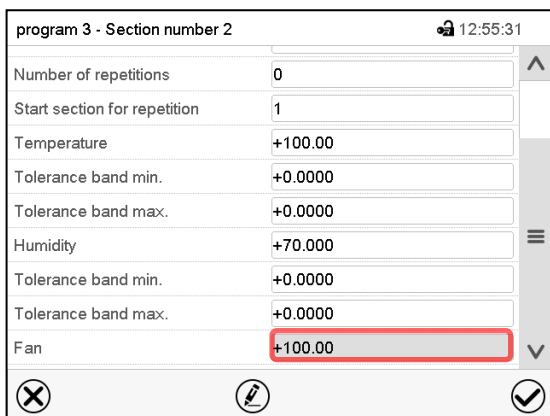 program 3 - Section number 2 12:55:31
Number of repetitions 0
Start section for repetition 1
Temperature +100.00
Tolerance band min. +0.0000
Tolerance band max. +0.0000
Humidity +70.000
Tolerance band min. +0.0000
Tolerance band max. +0.0000
Fan +100.00